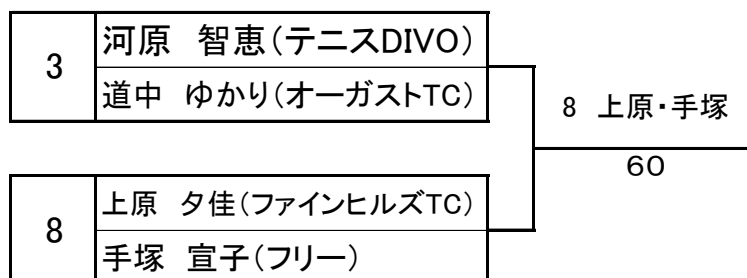 3
河原　智恵（テニスDIVO）
道中　ゆかり（オーガストTC）
8　上原・手塚
６０
8
上原　夕佳（ファインヒルズTC）
手塚　宣子（フリー）